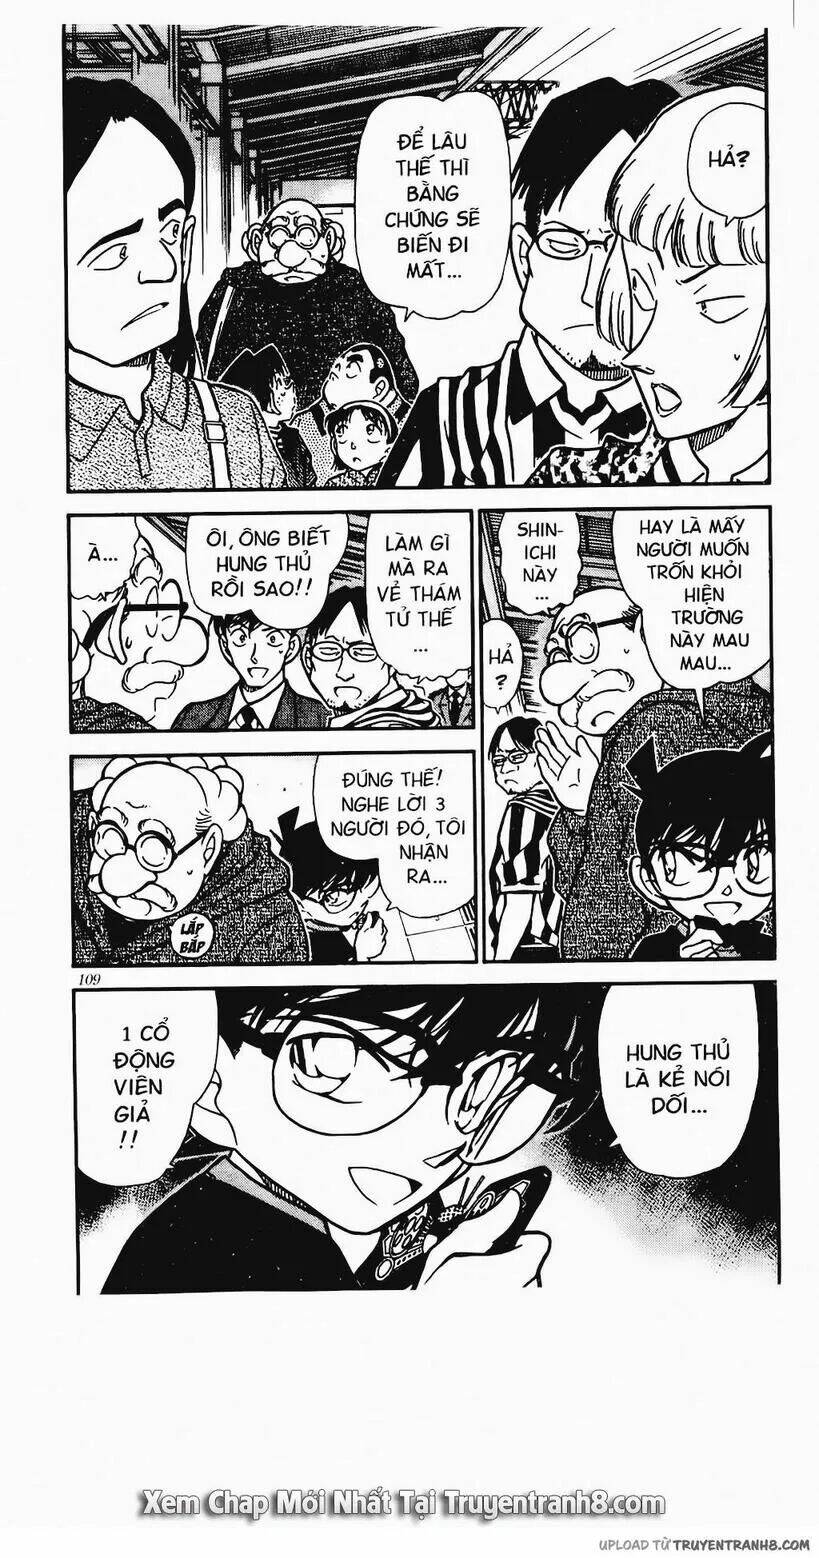 HẢ?
ĐỂ LÂU
THẾ THÌ
BẰNG
CHỨNG SẼ
BIẾN ĐI
MẤT...
HAY LÀ MẤY
NGƯỜI MUỐN
TRỐN KHỎI
HIỆN
TRƯỜNG
NÀY MAU
MAU...
SHIN-
ICHI
NÀY
...
HẢ
?
LÀM GÌ
MÀ RA
VẺ THÁM
TỬ THẾ
...
ÔI, ÔNG BIẾT
HUNG THỦ
RỒI SAO!!
À...
ĐÚNG THẾ!
NGHE LỜI 3
NGƯỜI ĐÓ, TÔI
NHẬN
RA...
LẮP
BẮP
109
HUNG THỦ
LÀ KẺ NÓI
DỐI...
1 CỔ
ĐỘNG
VIÊN
GIẢ
!!
Xem Chap Mới Nhất Tại Truyentranh8.com
UPLOAD TỪ TRUYENTRANH8.COM